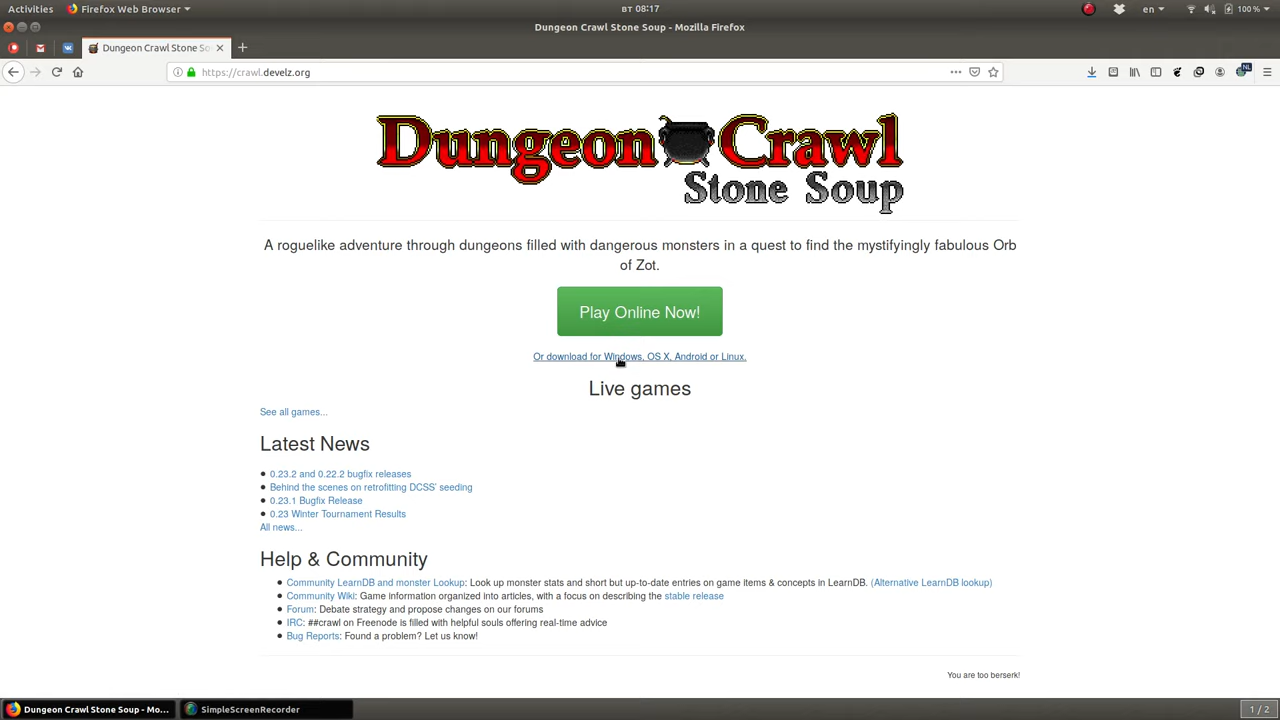 Activities
Firefox Web Browser
вт 08:17
en
100 %
Dungeon Crawl Stone Soup - Mozilla Firefox
Dungeon Crawl Stone So
https://crawl.develz.org
NL
Dungeon Crawl
Stone Soup
A roguelike adventure through dungeons filled with dangerous monsters in a quest to find the mystifyingly fabulous Orb
of Zot.
Play Online Now!
Or download for Windows, OS X, Android or Linux.
Live games
See all games...
Latest News
0.23.2 and 0.22.2 bugfix releases
Behind the scenes on retrofitting DCSS' seeding
0.23.1 Bugfix Release
0.23 Winter Tournament Results
All news...
Help & Community
Community LearnDB and monster Lookup: Look up monster stats and short but up-to-date entries on game items & concepts in LearnDB. (Alternative LearnDB lookup)
Community Wiki: Game information organized into articles, with a focus on describing the stable release
Forum: Debate strategy and propose changes on our forums
IRC: ##crawl on Freenode is filled with helpful souls offering real-time advice
Bug Reports: Found a problem? Let us know!
You are too berserk!
Dungeon Crawl Stone Soup - Mo...
SimpleScreenRecorder
1 / 2